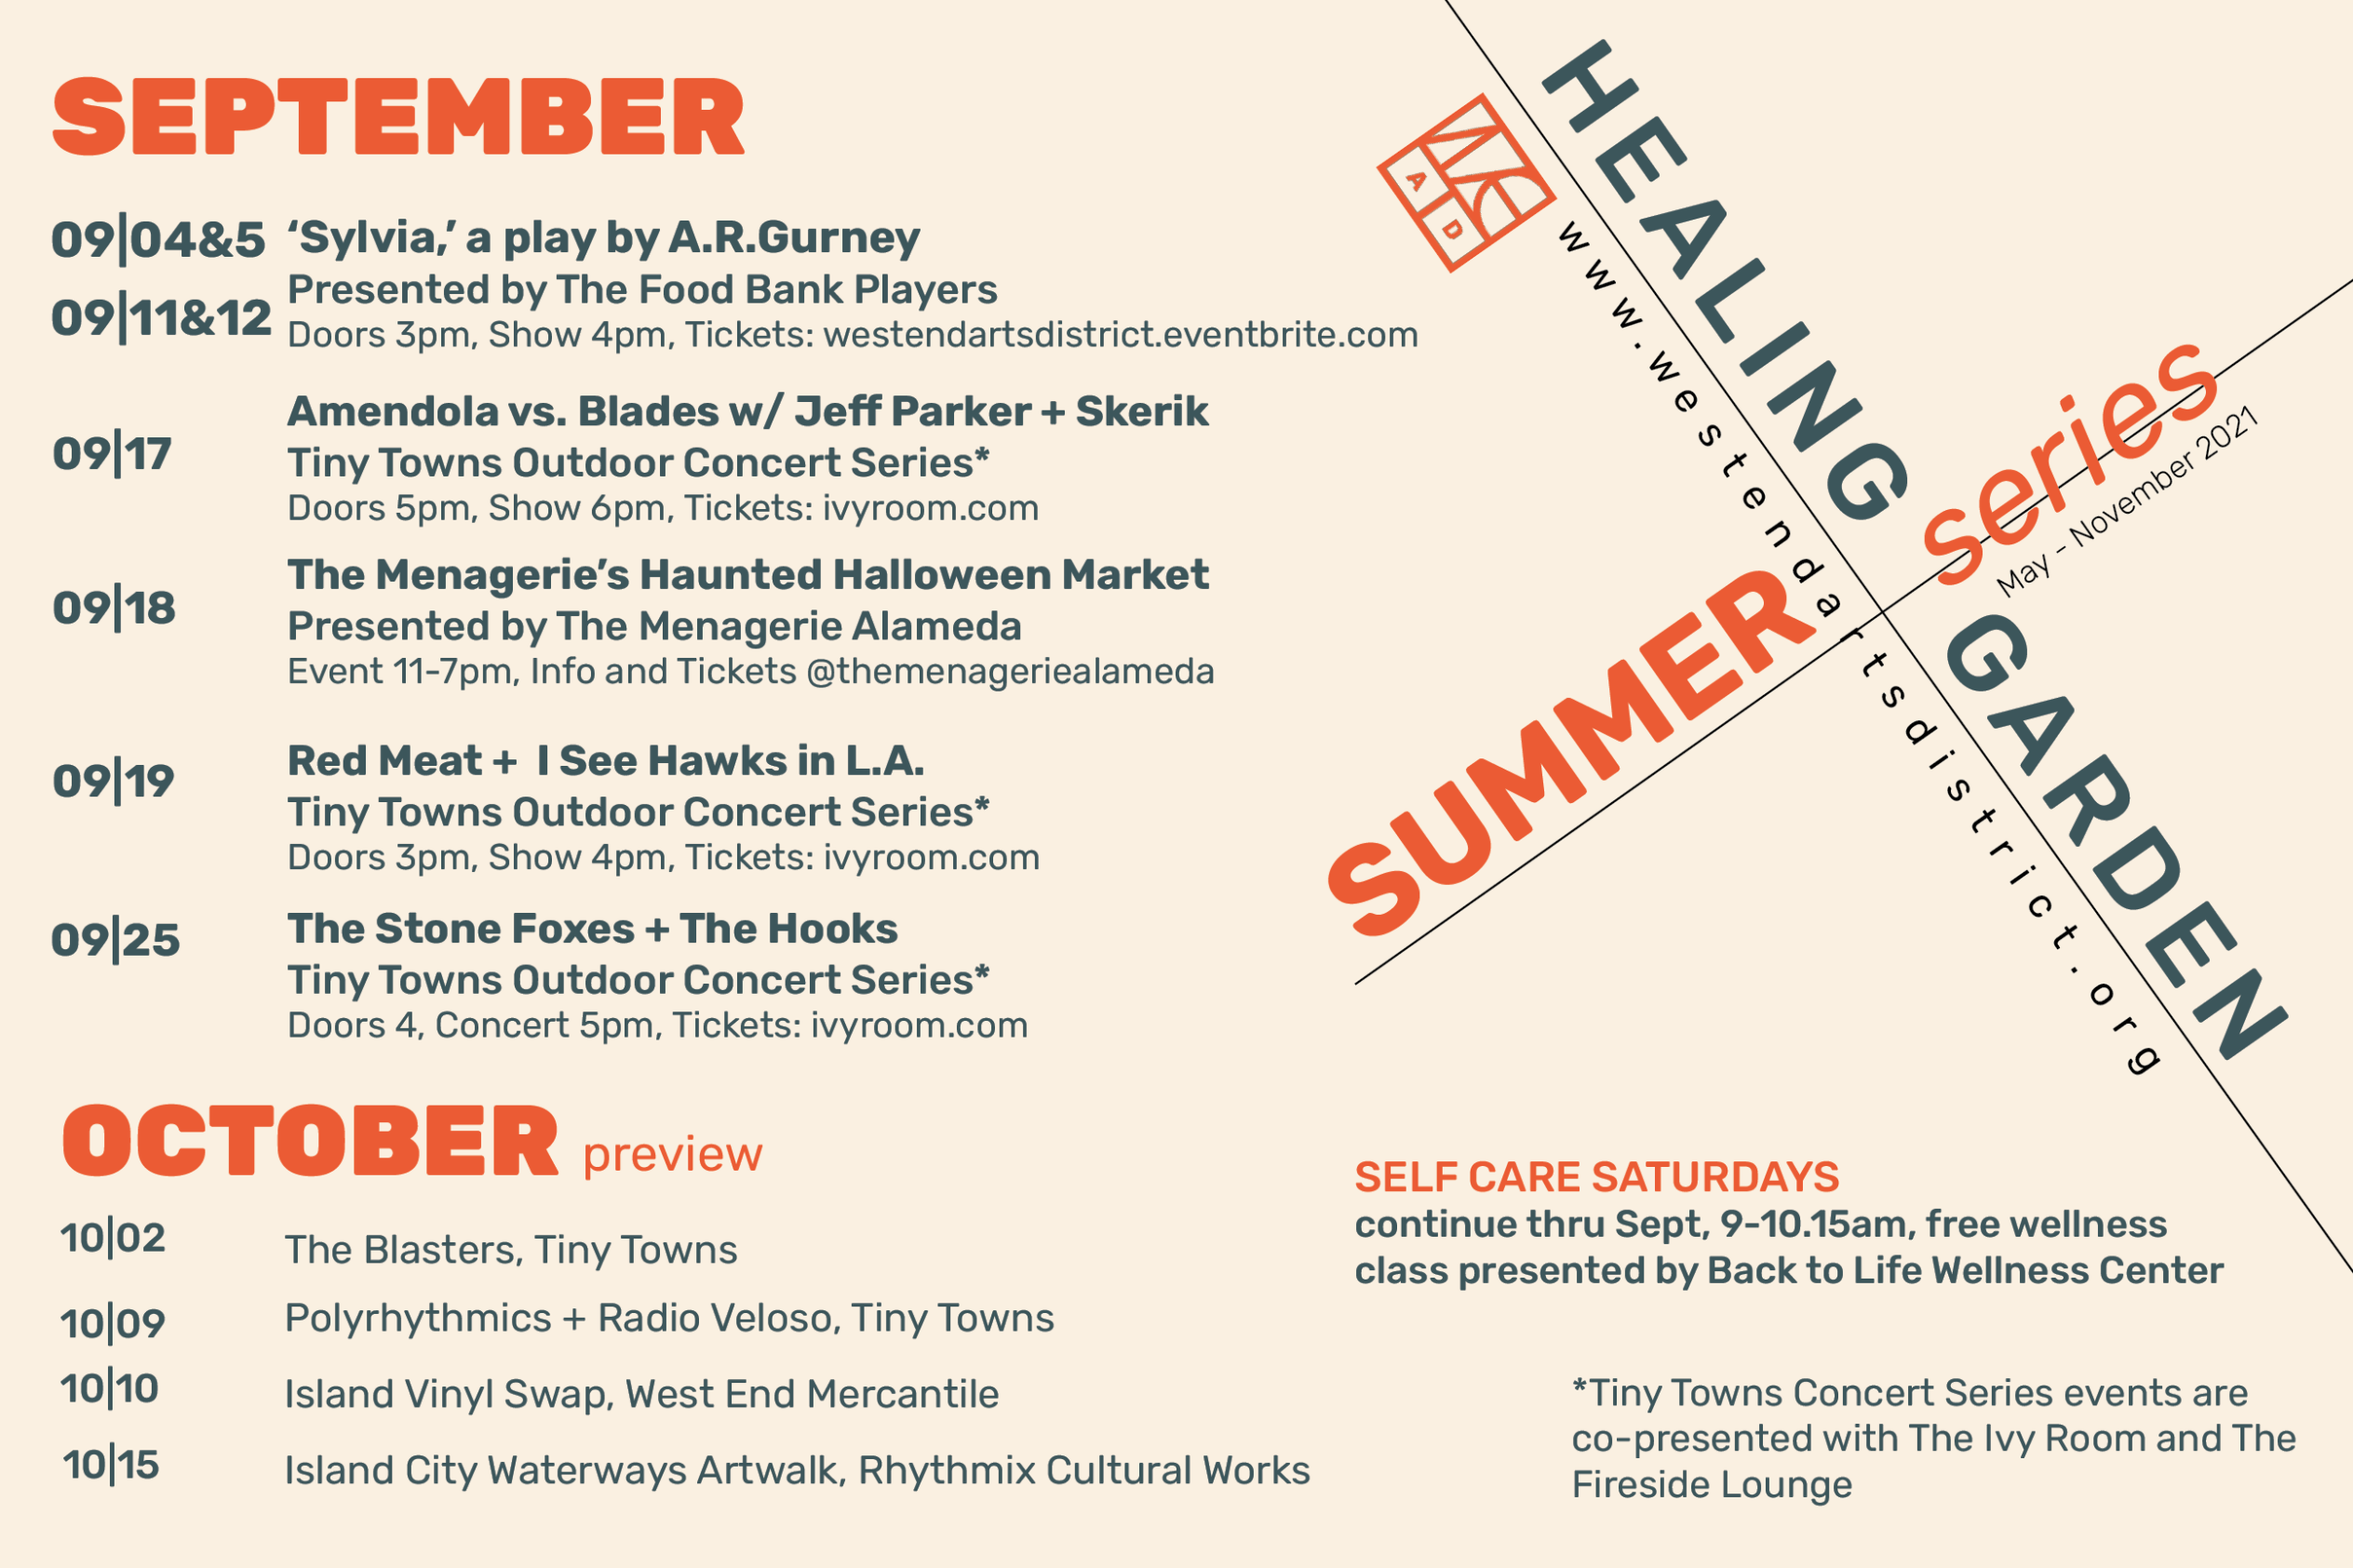 SEPTEMBER
09|04&5
09|11&12
‘Sylvia,’ a play by A.R.Gurney
Presented by The Food Bank Players
Doors 3pm, Show 4pm, Tickets: westendartsdistrict.eventbrite.com
09|17
Amendola vs. Blades w/ Jeff Parker + Skerik
Tiny Towns Outdoor Concert Series*
Doors 5pm, Show 6pm, Tickets: ivyroom.com
09|18
The Menagerie’s Haunted Halloween Market
Presented by The Menagerie Alameda
Event 11-7pm, Info and Tickets @themenageriealameda
09|19
Red Meat + I See Hawks in L.A.
Tiny Towns Outdoor Concert Series*
Doors 3pm, Show 4pm, Tickets: ivyroom.com
09|25
The Stone Foxes + The Hooks
Tiny Towns Outdoor Concert Series*
Doors 4, Concert 5pm, Tickets: ivyroom.com
OCTOBER preview
10|02 The Blasters, Tiny Towns
10|09 Polyrhythmics + Radio Veloso, Tiny Towns
10|10 Island Vinyl Swap, West End Mercantile
10|15 Island City Waterways Artwalk, Rhythmix Cultural Works
WE
AD
HEALING GARDEN
www.westendartsdistrict.org
SUMMER series
May - November 2021
SELF CARE SATURDAYS
continue thru Sept, 9-10.15am, free wellness
class presented by Back to Life Wellness Center
*Tiny Towns Concert Series events are
co-presented with The Ivy Room and The
Fireside Lounge